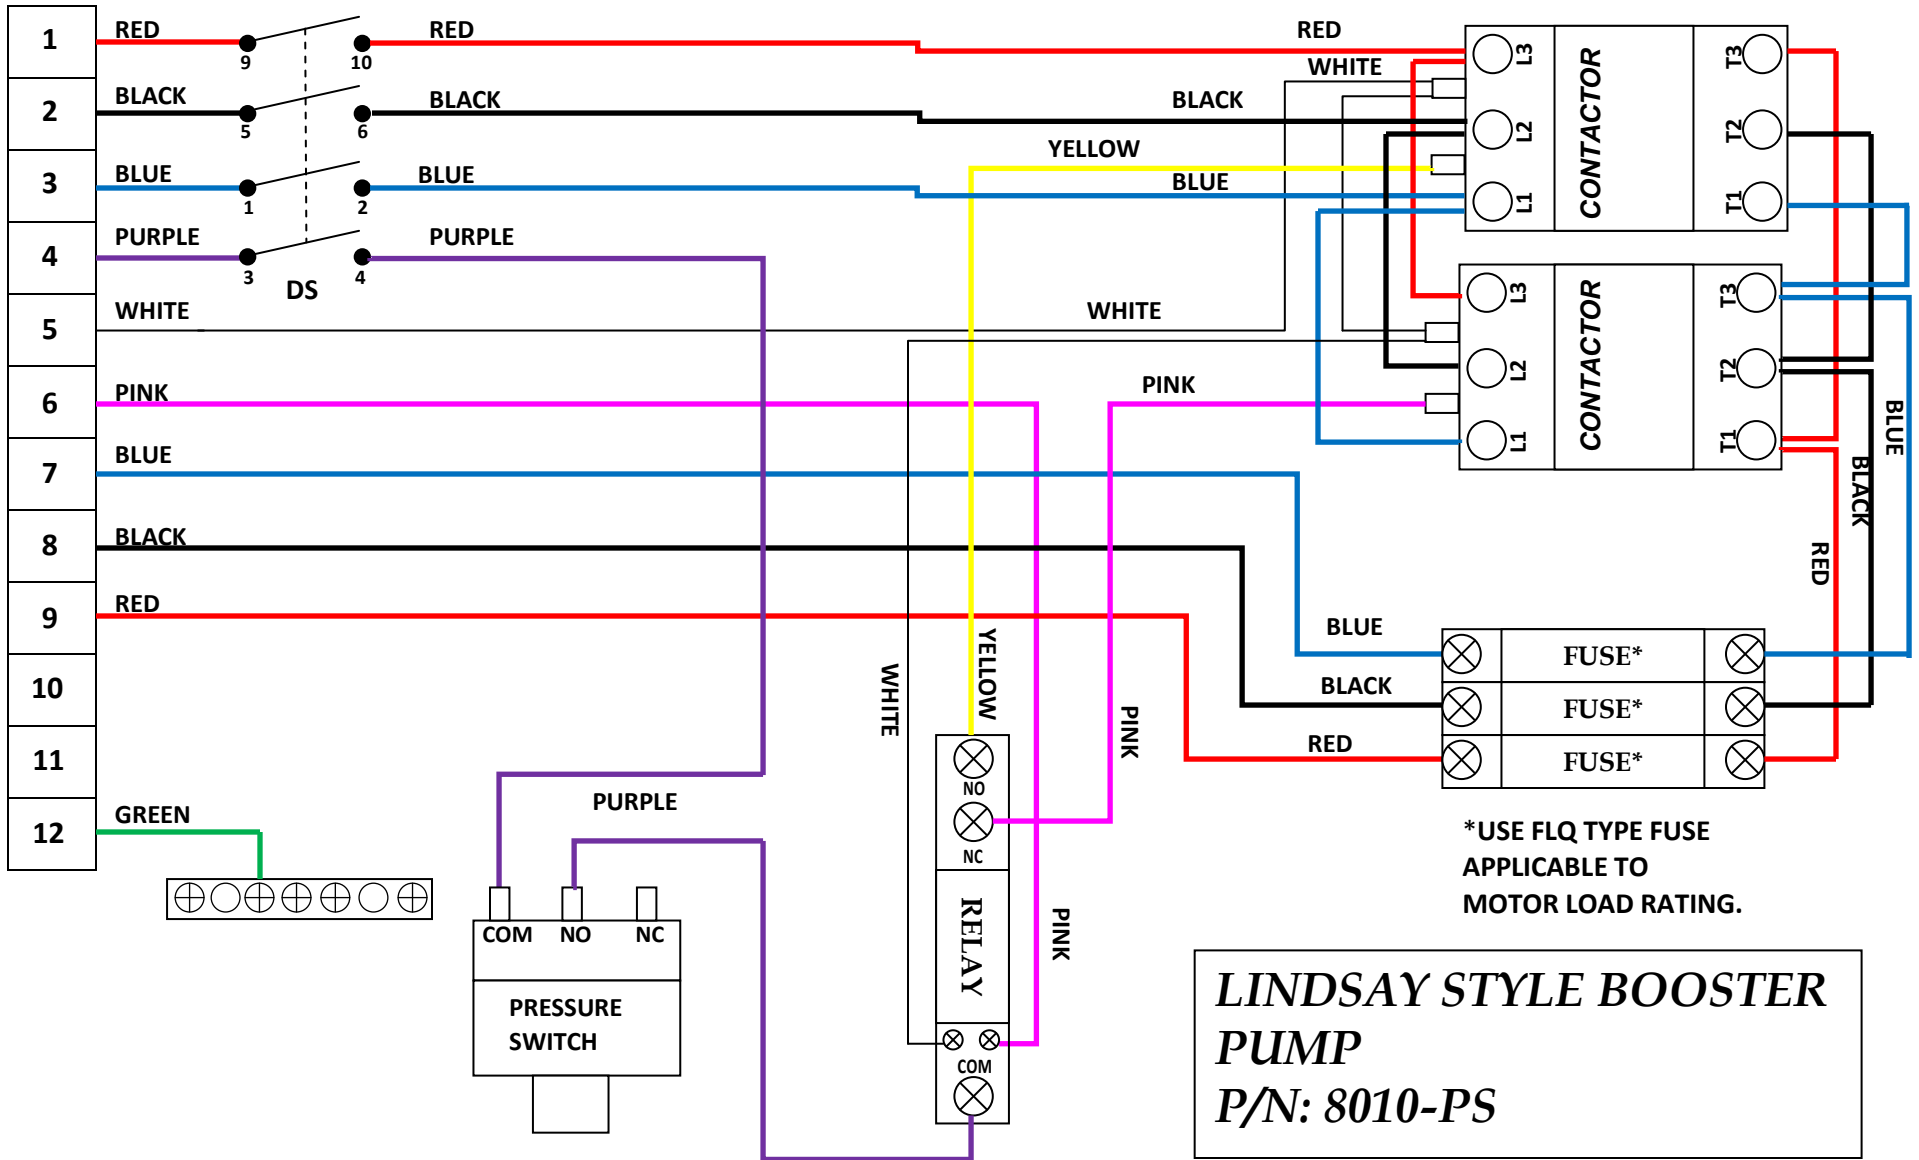 1
RED
9
10
RED
RED
2
BLACK
5
6
BLACK
BLACK
WHITE
YELLOW
3
BLUE
1
2
BLUE
BLUE
4
PURPLE
3
4
PURPLE
DS
5
WHITE
WHITE
6
PINK
PINK
7
BLUE
8
BLACK
9
RED
10
11
12
GREEN
L3
L2
L1
CONTACTOR
T3
T2
T1
L3
L2
L1
CONTACTOR
T3
T2
T1
BLUE
BLACK
RED
BLUE
FUSE*
BLACK
FUSE*
RED
FUSE*
*USE FLQ TYPE FUSE
APPLICABLE TO
MOTOR LOAD RATING.
WHITE
YELLOW
PINK
PINK
NO
NC
RELAY
COM
PURPLE
COM
NO
NC
PRESSURE
SWITCH
LINDSAY STYLE BOOSTER
PUMP
P/N: 8010-PS